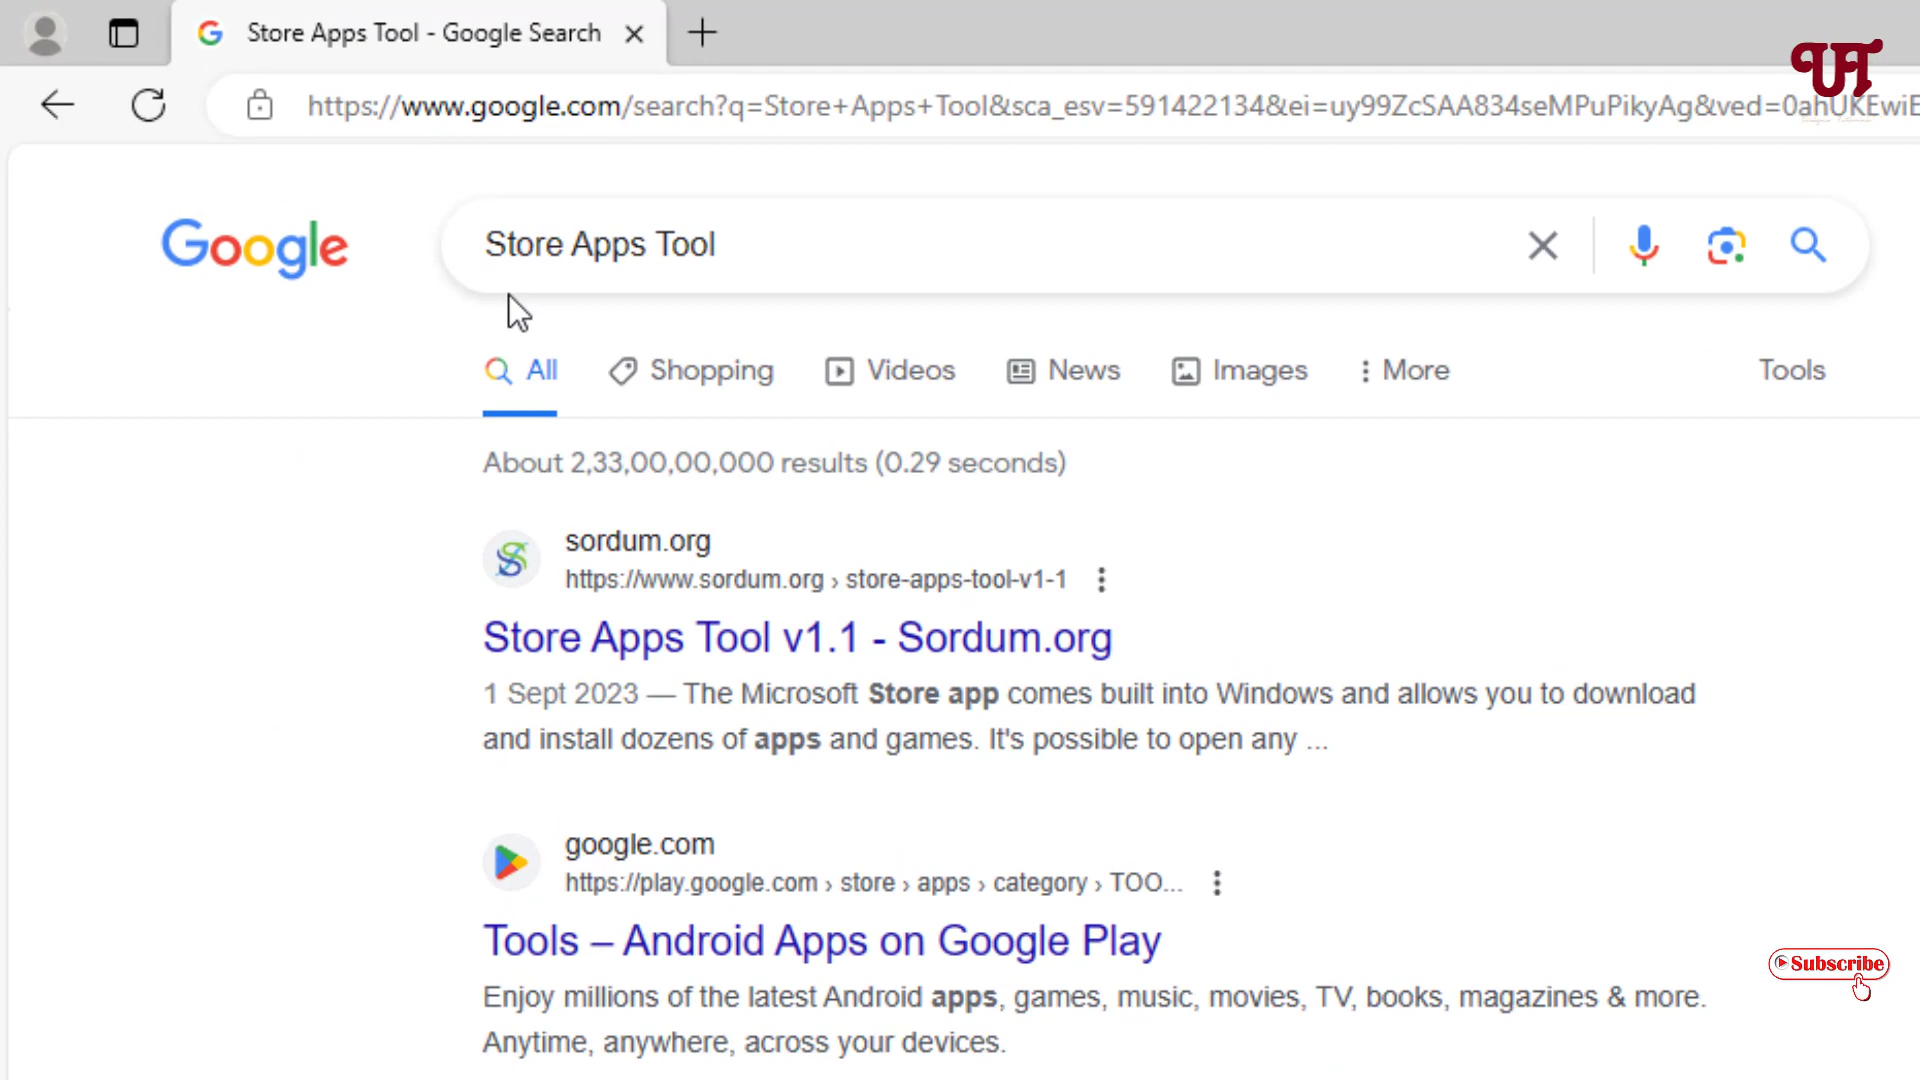 Store Apps Tool - Google Search
https://www.google.com/search?q=Store+Apps+Tool&sca_esv=591422134&ei=uy99ZcSAA834seMPuPikyAg&ved=0ahUKEwiE
UT
Google
Store Apps Tool
All
Shopping
Videos
News
Images
More
Tools
About 2,33,00,00,000 results (0.29 seconds)
sordum.org
https://www.sordum.org › store-apps-tool-v1-1
Store Apps Tool v1.1 - Sordum.org
1 Sept 2023 — The Microsoft Store app comes built into Windows and allows you to download
and install dozens of apps and games. It's possible to open any ...
google.com
https://play.google.com › store › apps › category › TOO...
Tools – Android Apps on Google Play
Enjoy millions of the latest Android apps, games, music, movies, TV, books, magazines & more.
Anytime, anywhere, across your devices.
Subscribe